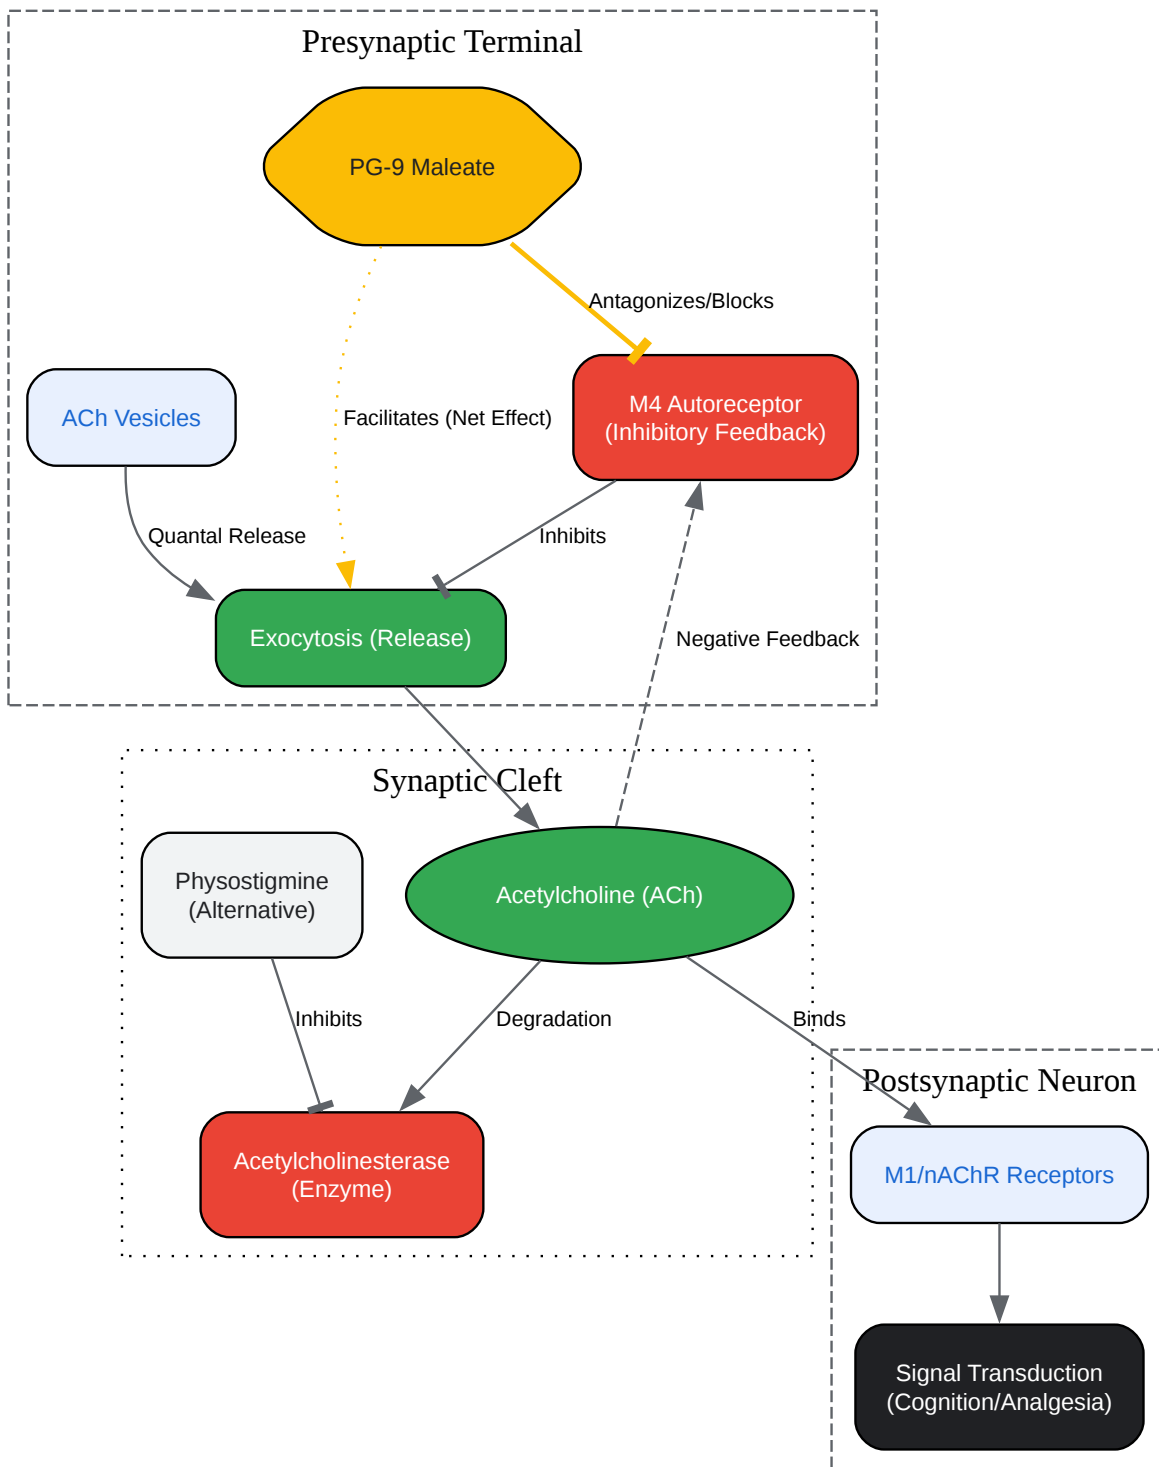 Presynaptic Terminal
PG-9 Maleate
Antagonizes/Blocks
ACh Vesicles
Facilitates (Net Effect)
M4 Autoreceptor
(Inhibitory Feedback)
Quantal Release
Inhibits
Exocytosis (Release)
Negative Feedback
Synaptic Cleft
Physostigmine
(Alternative)
Acetylcholine (ACh)
Inhibits
Degradation
Binds
Postsynaptic Neuron
Acetylcholinesterase
(Enzyme)
M1/nAChR Receptors
Signal Transduction
(Cognition/Analgesia)